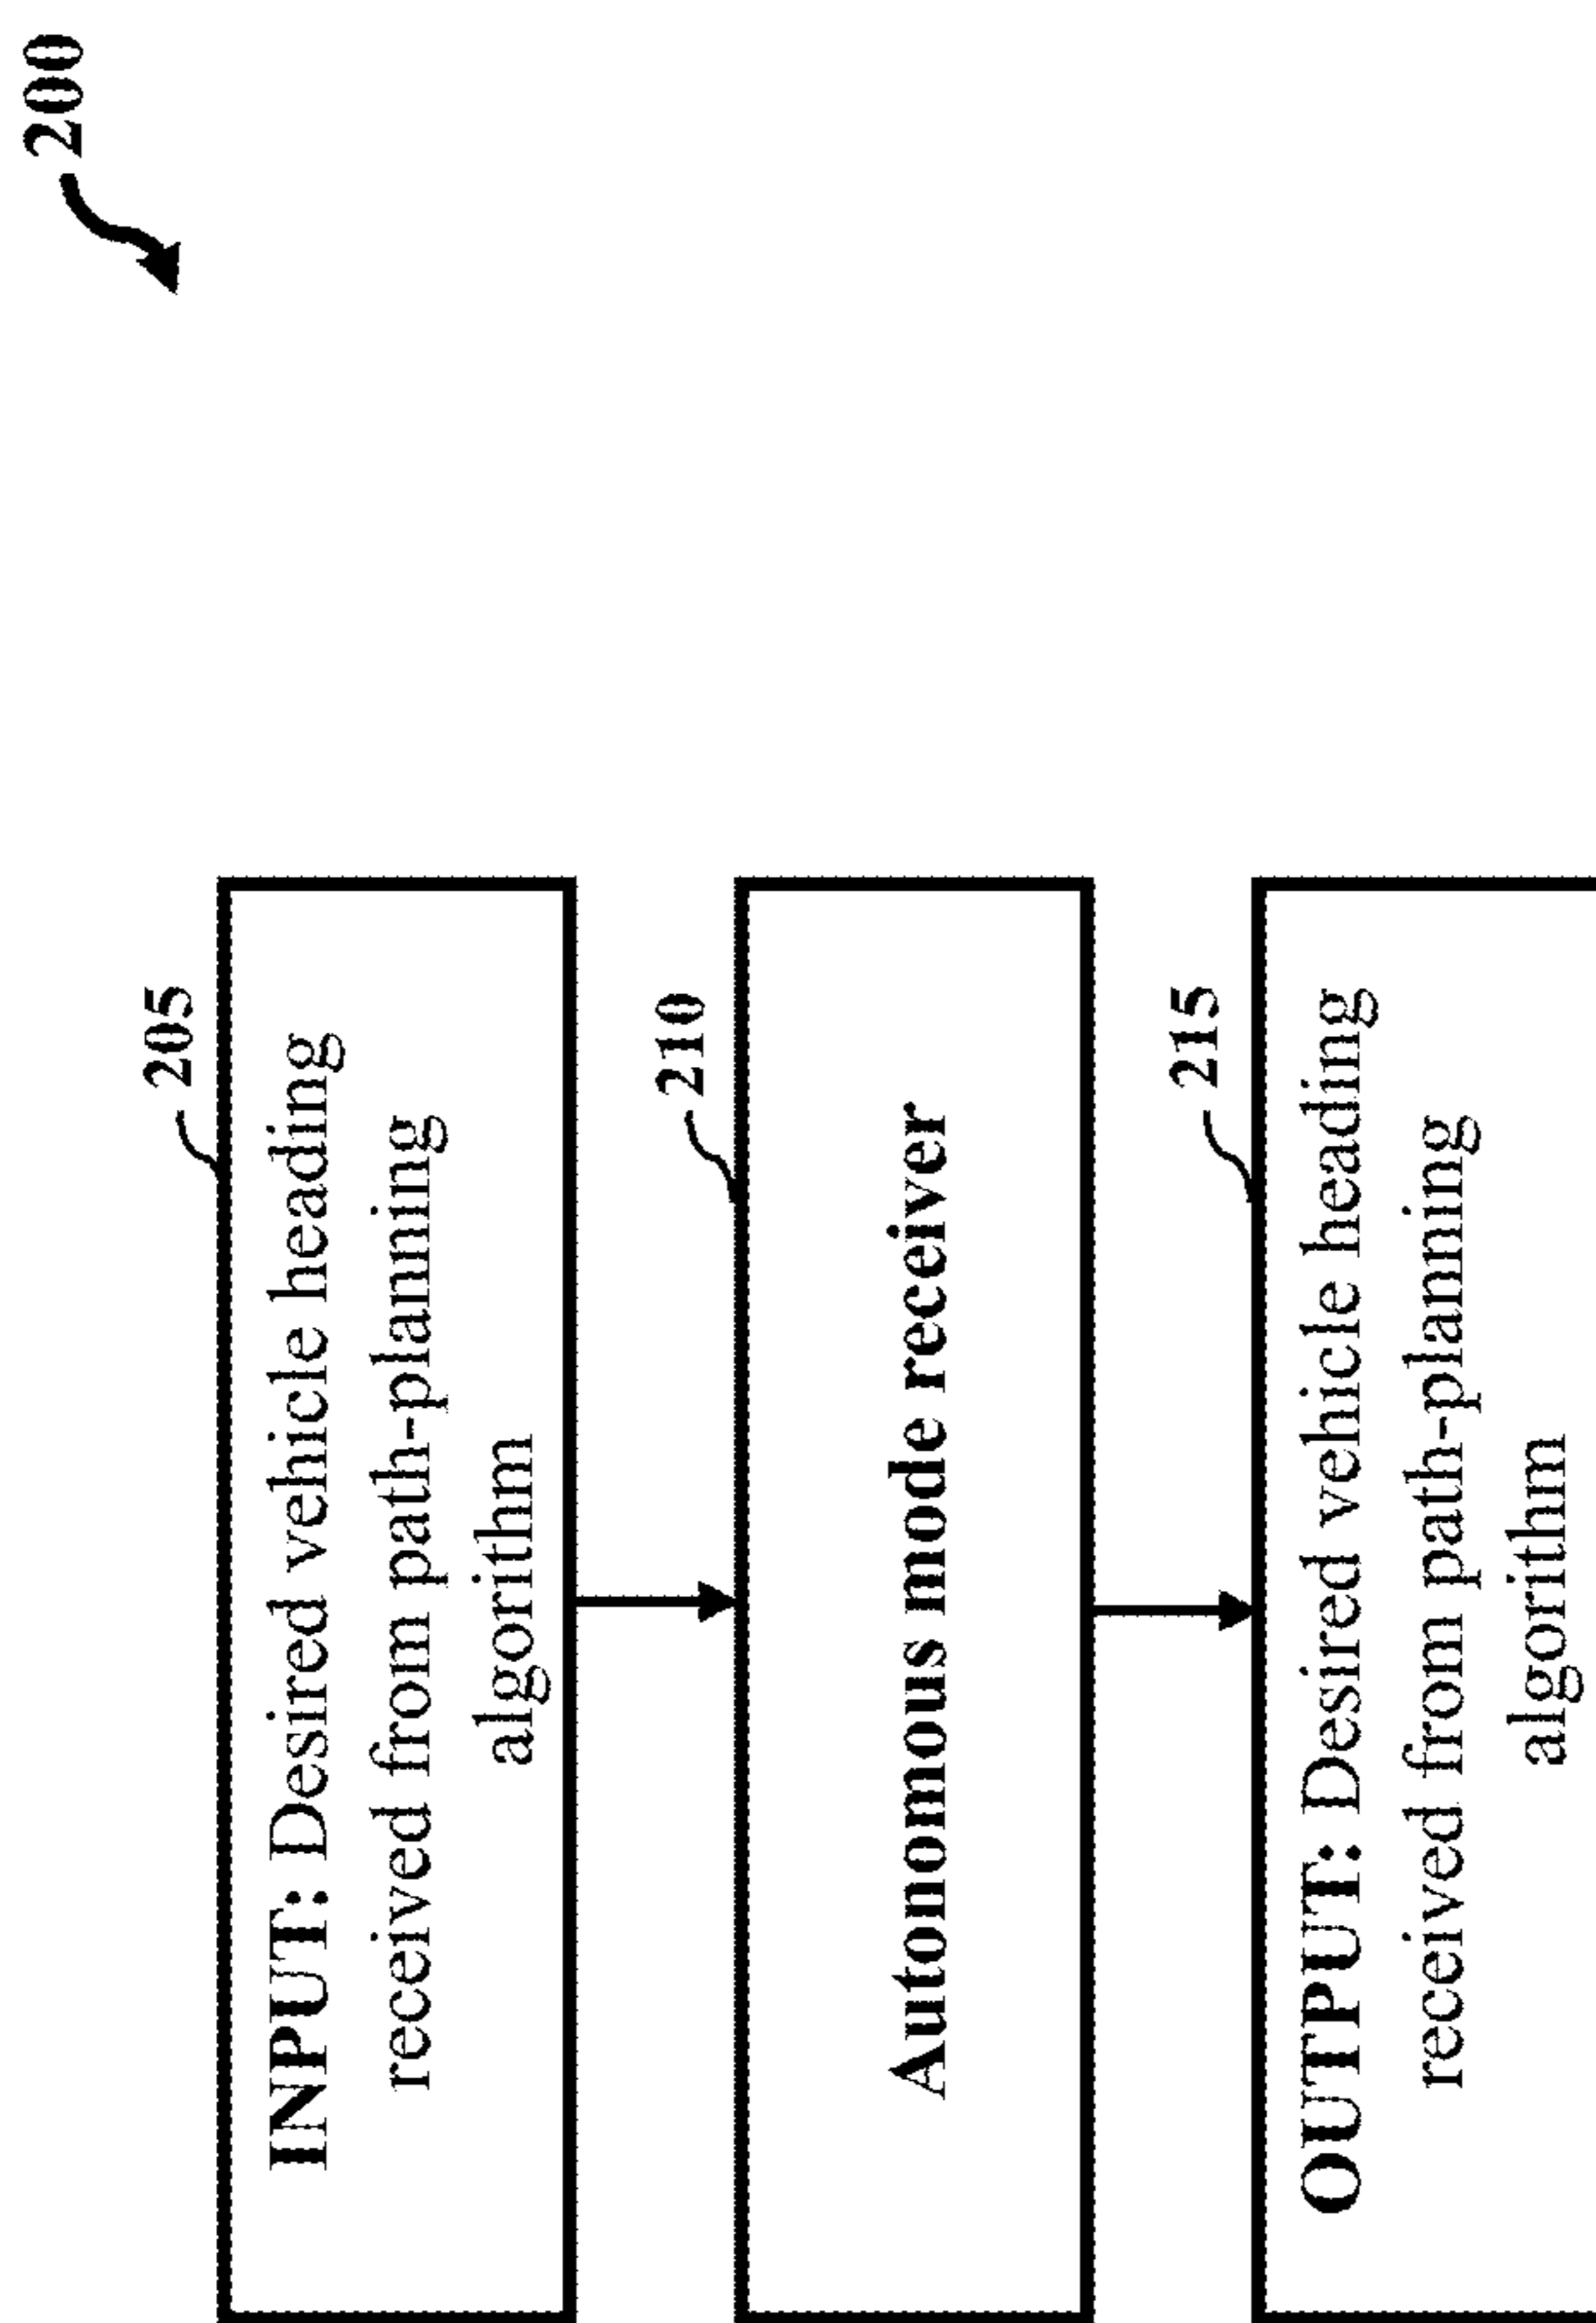 200
205
INPUT: Desired vehicle heading
received from path-planning
algorithm
210
Autonomous mode receiver
215
OUTPUT: Desired vehicle heading
received from path-planning
algorithm